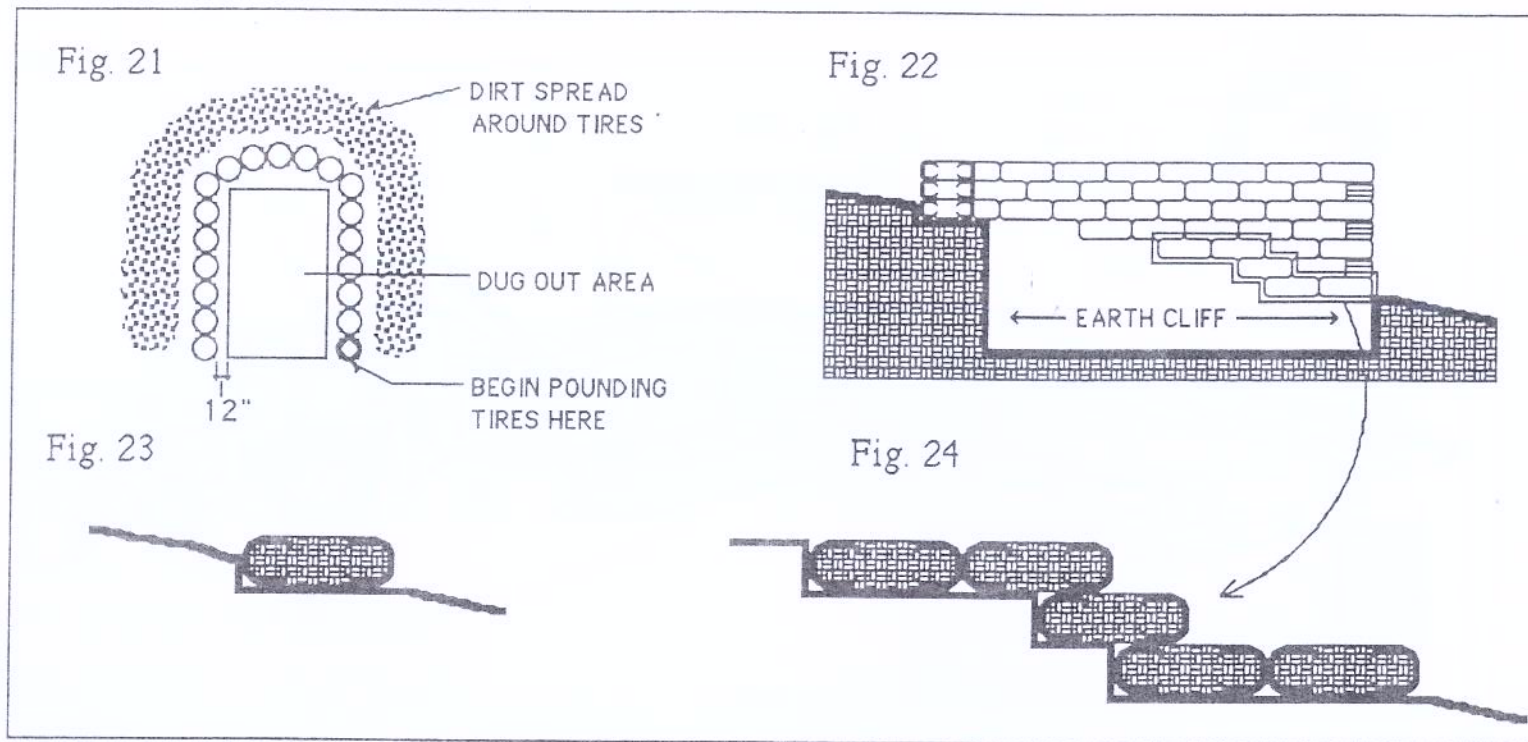 Fig. 21
DIRT SPREAD
AROUND TIRES
DUG OUT AREA
BEGIN POUNDING
TIRES HERE
12"
Fig. 22
EARTH CLIFF
Fig. 23
Fig. 24